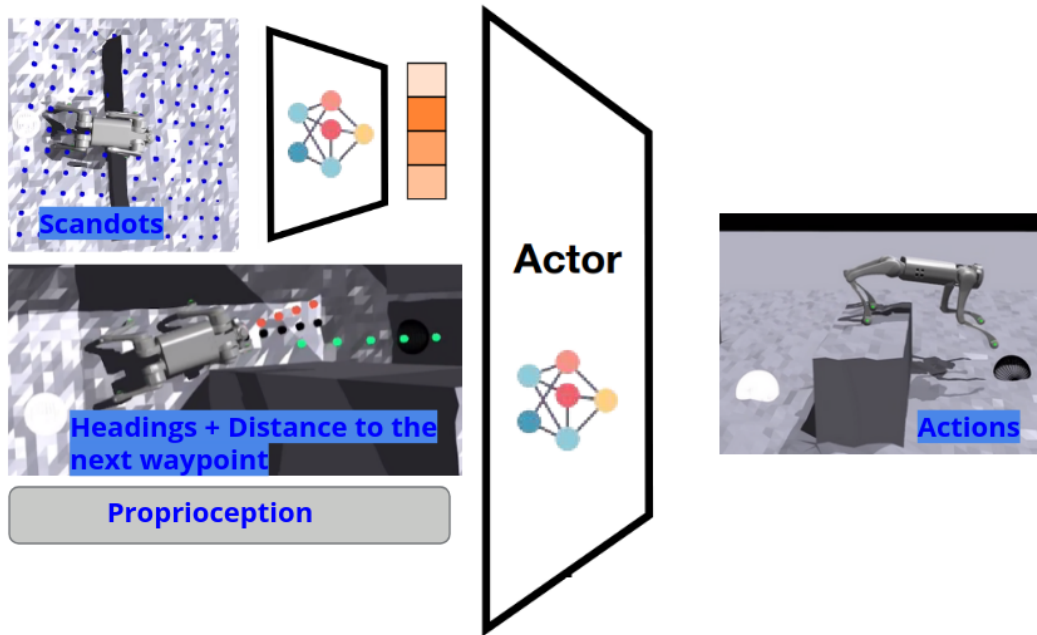 Scandots
Actor
Headings + Distance to the
next waypoint
Actions
Proprioception